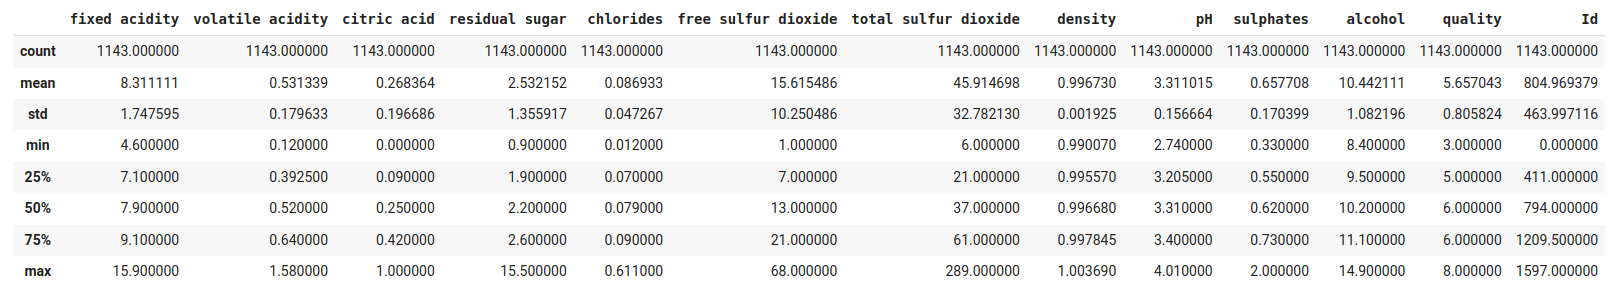 fixed acidity volatile acidity citric acid residual sugar chlorides free sulfur dioxide total sulfur dioxide density pH sulphates alcohol quality Id
count 1143.000000 1143.000000 1143.000000 1143.000000 1143.000000 1143.000000 1143.000000 1143.000000 1143.000000 1143.000000 1143.000000 1143.000000 1143.000000
mean 8.311111 0.531339 0.268364 2.532152 0.086933 15.615486 45.914698 0.996730 3.311015 0.657708 10.442111 5.657043 804.969379
std 1.747595 0.179633 0.196686 1.355917 0.047267 10.250486 32.782130 0.001925 0.156664 0.170399 1.082196 0.805824 463.997116
min 4.600000 0.120000 0.000000 0.900000 0.012000 1.000000 6.000000 0.990070 2.740000 0.330000 8.400000 3.000000 0.000000
25% 7.100000 0.392500 0.090000 1.900000 0.070000 7.000000 21.000000 0.995570 3.205000 0.550000 9.500000 5.000000 411.000000
50% 7.900000 0.520000 0.250000 2.200000 0.079000 13.000000 37.000000 0.996680 3.310000 0.620000 10.200000 6.000000 794.000000
75% 9.100000 0.640000 0.420000 2.600000 0.090000 21.000000 61.000000 0.997845 3.400000 0.730000 11.100000 6.000000 1209.500000
max 15.900000 1.580000 1.000000 15.500000 0.611000 68.000000 289.000000 1.003690 4.010000 2.000000 14.900000 8.000000 1597.000000